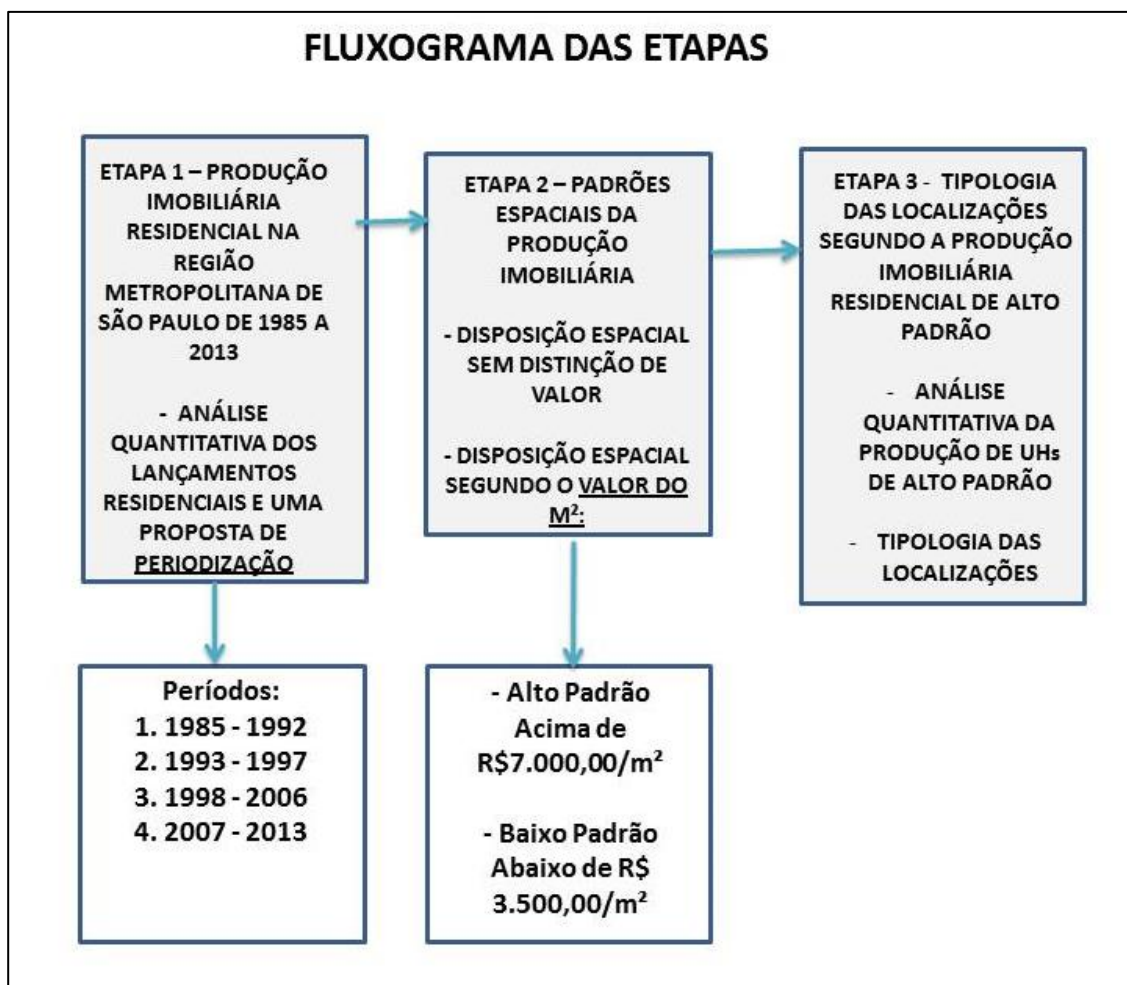 FLUXOGRAMA DAS ETAPAS
ETAPA 1 – PRODUÇÃO
IMOBILIÁRIA
RESIDENCIAL NA
REGIÃO
METROPOLITANA DE
SÃO PAULO DE 1985 A
2013
- ANÁLISE
QUANTITATIVA DOS
LANÇAMENTOS
RESIDENCIAIS E UMA
PROPOSTA DE
PERIODIZAÇÃO
ETAPA 2 – PADRÕES
ESPACIAIS DA
PRODUÇÃO
IMOBILIÁRIA
- DISPOSIÇÃO ESPACIAL
SEM DISTINÇÃO DE
VALOR
- DISPOSIÇÃO ESPACIAL
SEGUNDO O VALOR DO
M²:
ETAPA 3 - TIPOLOGIA
DAS LOCALIZAÇÕES
SEGUNDO A PRODUÇÃO
IMOBILIÁRIA
RESIDENCIAL DE ALTO
PADRÃO
- ANÁLISE
QUANTITATIVA DA
PRODUÇÃO DE UHs
DE ALTO PADRÃO
- TIPOLOGIA DAS
LOCALIZAÇÕES
Períodos:
1. 1985 - 1992
2. 1993 - 1997
3. 1998 - 2006
4. 2007 - 2013
- Alto Padrão
Acima de
R$7.000,00/m²
- Baixo Padrão
Abaixo de R$
3.500,00/m²